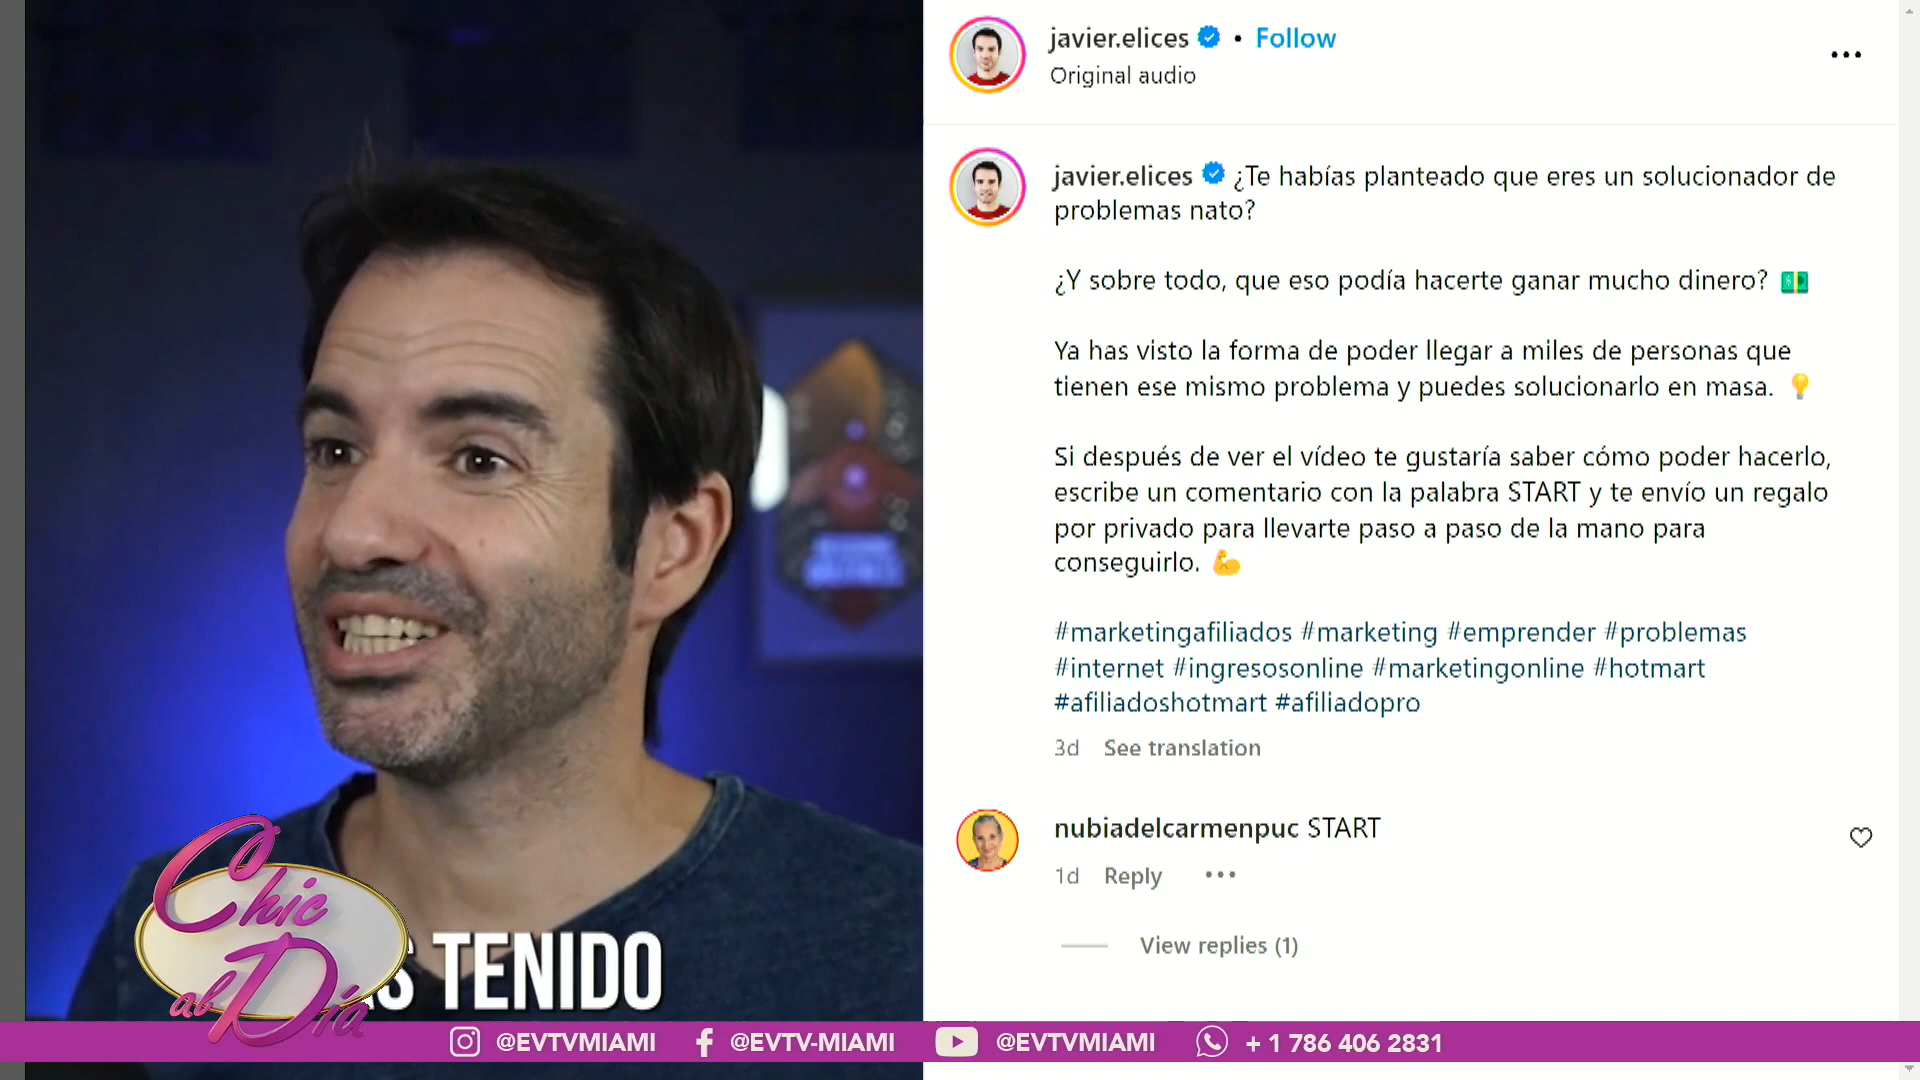 javier.elices • Follow
Original audio
javier.elices ¿Te habías planteado que eres un solucionador de
problemas nato?
¿Y sobre todo, que eso podía hacerte ganar mucho dinero? 💵
Ya has visto la forma de poder llegar a miles de personas que
tienen ese mismo problema y puedes solucionarlo en masa. 💡
Si después de ver el vídeo te gustaría saber cómo poder hacerlo,
escribe un comentario con la palabra START y te envío un regalo
por privado para llevarte paso a paso de la mano para
conseguirlo. 💪
#marketingafiliados #marketing #emprender #problemas
#internet #ingresosonline #marketingonline #hotmart
#afiliadoshotmart #afiliadopro
3d See translation
nubiadelcarmenpuc START
1d Reply
View replies (1)
TENIDO
Chic
al Día
@EVTVMIAMI @EVTV-MIAMI @EVTVMIAMI + 1 786 406 2831